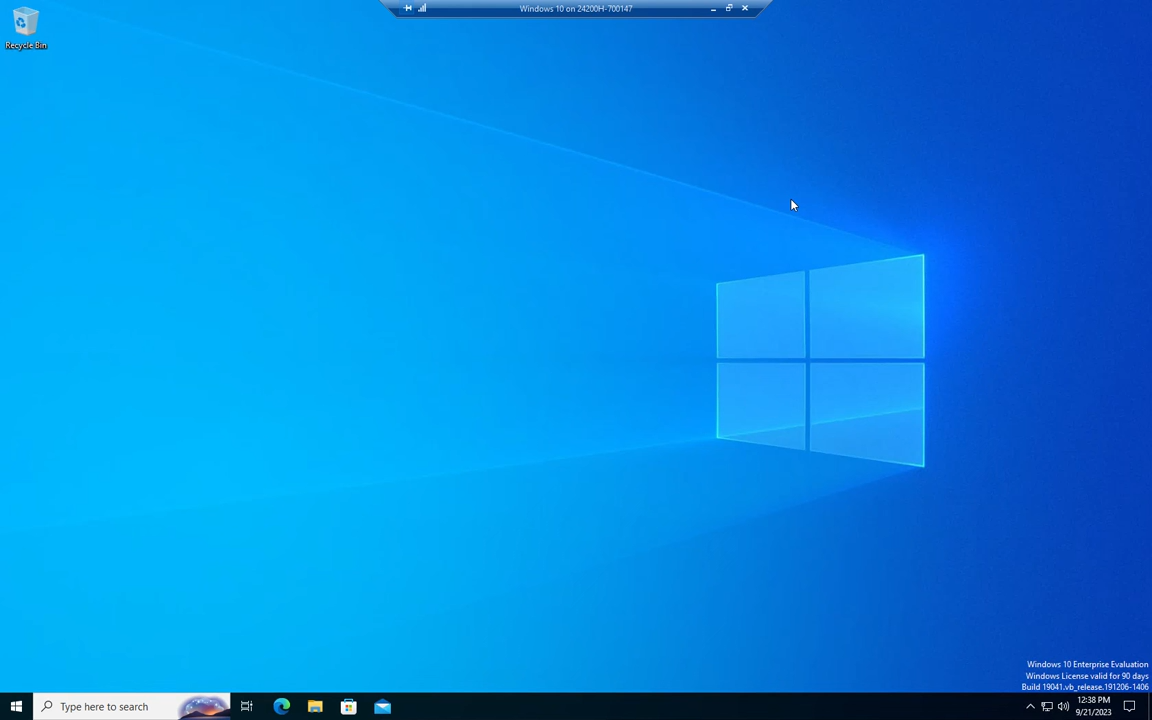 Windows 10 on 24200H-700147
Recycle Bin
Windows 10 Enterprise Evaluation
Windows License valid for 90 days
Build 19041.vb_release.191206-1406
Type here to search
12:38 PM
9/21/2023